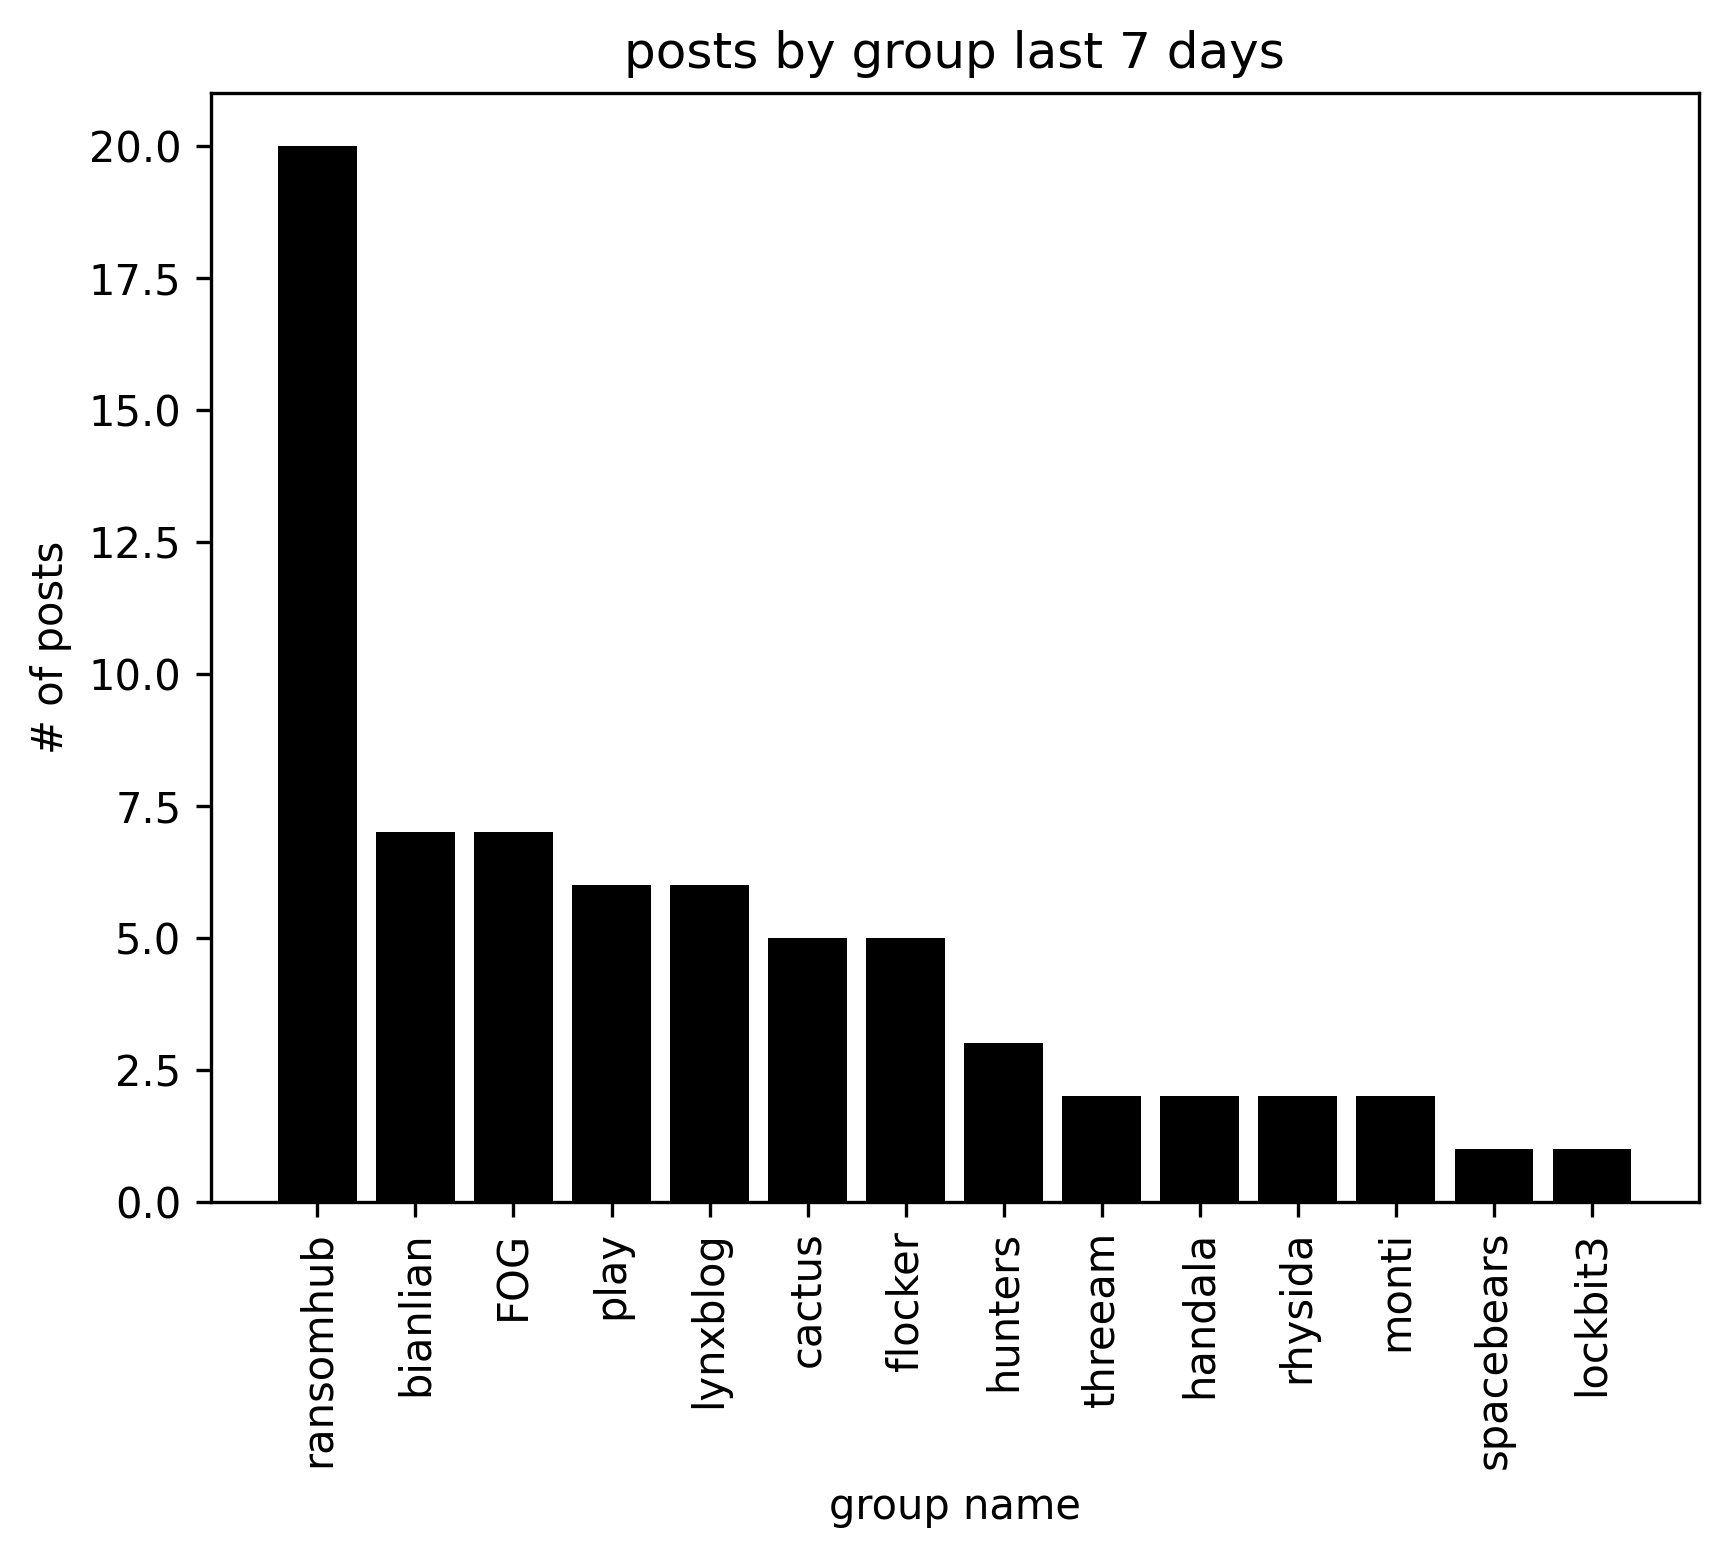 posts by group last 7 days
# of posts
20.0
17.5
15.0
12.5
10.0
7.5
5.0
2.5
0.0
ransomhub
bianlian
FOG
play
lynxblog
cactus
flocker
hunters
threeam
handala
rhysida
monti
spacebears
lockbit3
group name